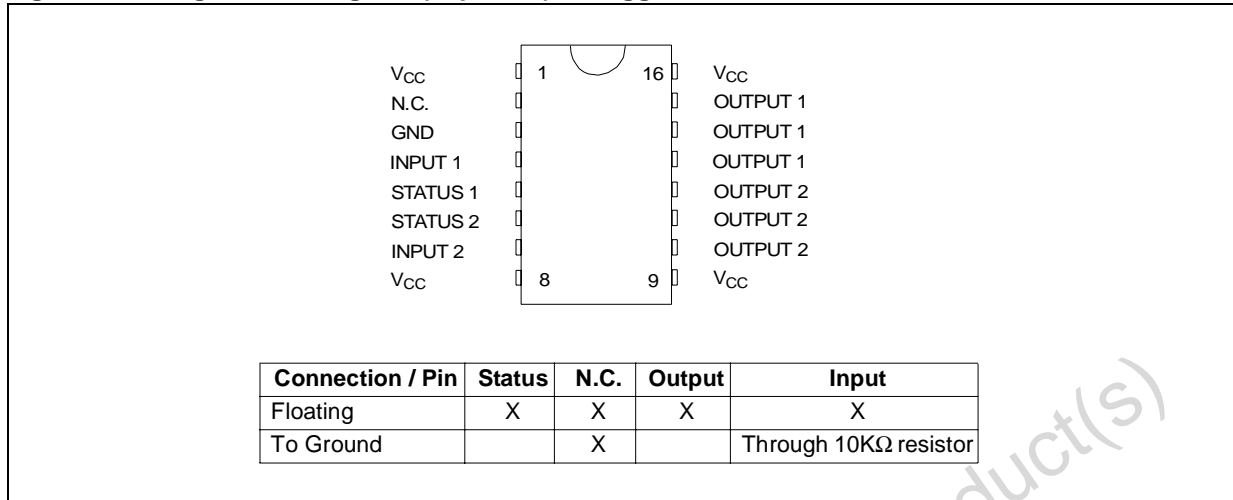 VCC 1 16 VCC
N.C. OUTPUT 1
GND OUTPUT 1
INPUT 1 OUTPUT 1
STATUS 1 OUTPUT 2
STATUS 2 OUTPUT 2
INPUT 2 OUTPUT 2
VCC 8 9 VCC
Connection / Pin Status N.C. Output Input
Floating X X X X
To Ground X Through 10KΩ resistor
duct(s)